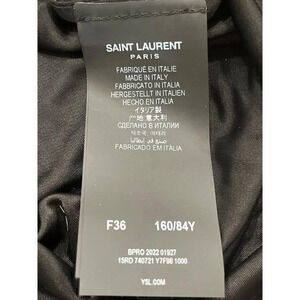 SAINT LAURENT
PARIS
FABRIQUÉ EN ITALIE
MADE IN ITALY
FABBRICATO IN ITALIA
HERGESTELLT IN ITALIEN
HECHO EN ITALIA
イタリア製
产地:意大利
СДЕЛАНО В ИТАЛИИ
صنع في إيطاليا
FABRICADO EM ITÁLIA
F36 160/84Y
BPRO 2022 01927
15RD 740721 Y7F98 1000
YSL.COM